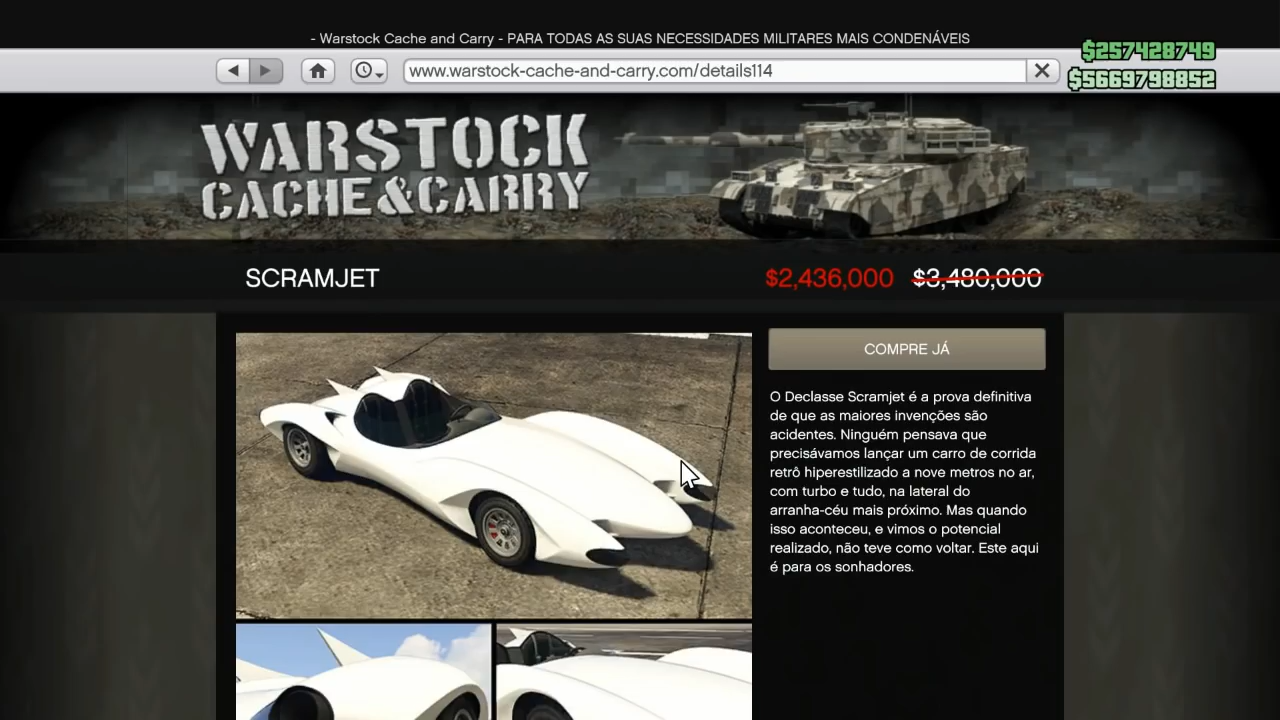 - Warstock Cache and Carry - PARA TODAS AS SUAS NECESSIDADES MILITARES MAIS CONDENÁVEIS
$257428749
www.warstock-cache-and-carry.com/details114
$5669798852
WARSTOCK
CACHE&CARRY
SCRAMJET
$2,436,000 $3,480,000
COMPRE JÁ
O Declasse Scramjet é a prova definitiva
de que as maiores invenções são
acidentes. Ninguém pensava que
precisávamos lançar um carro de corrida
retrô hiperestilizado a nove metros no ar,
com turbo e tudo, na lateral do
arranha-céu mais próximo. Mas quando
isso aconteceu, e vimos o potencial
realizado, não teve como voltar. Este aqui
é para os sonhadores.